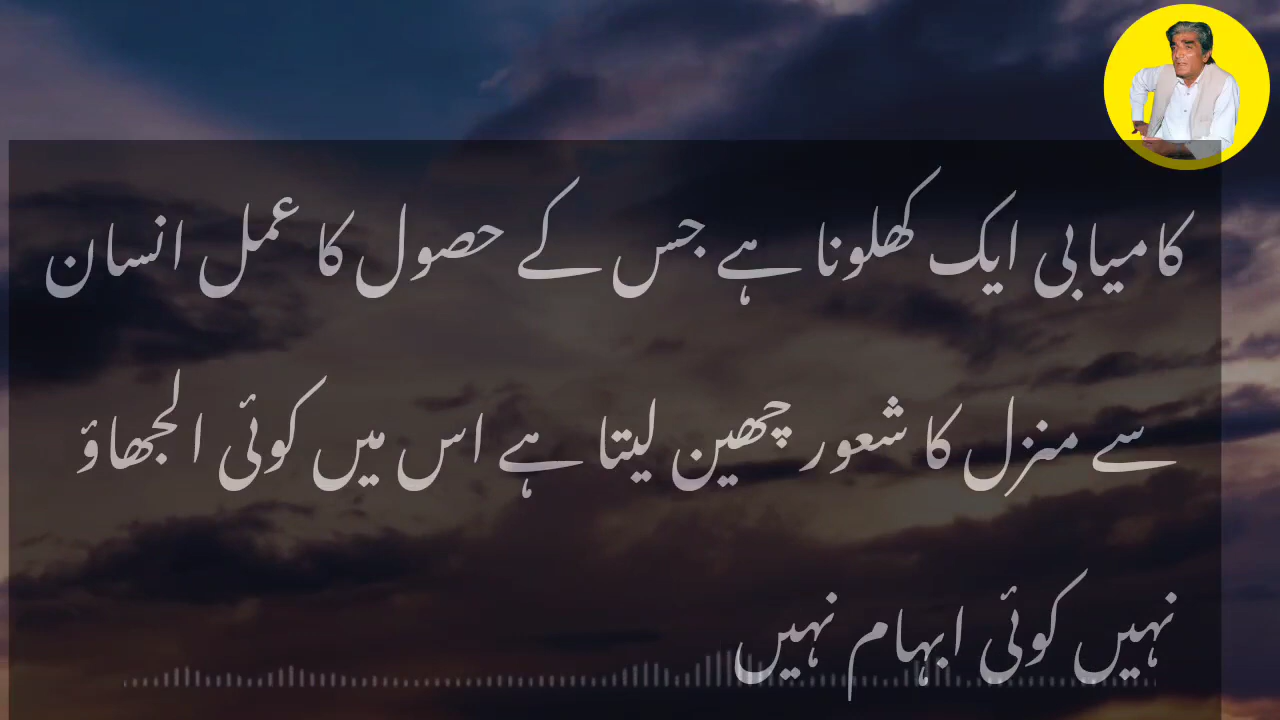 کامیابی ایک کھلونا ہے جس کے حصول کا عمل انسان
سے منزل کا شعور چھین لیتا ہے اس میں کوئی الجھاؤ
نہیں کوئی ابہام نہیں